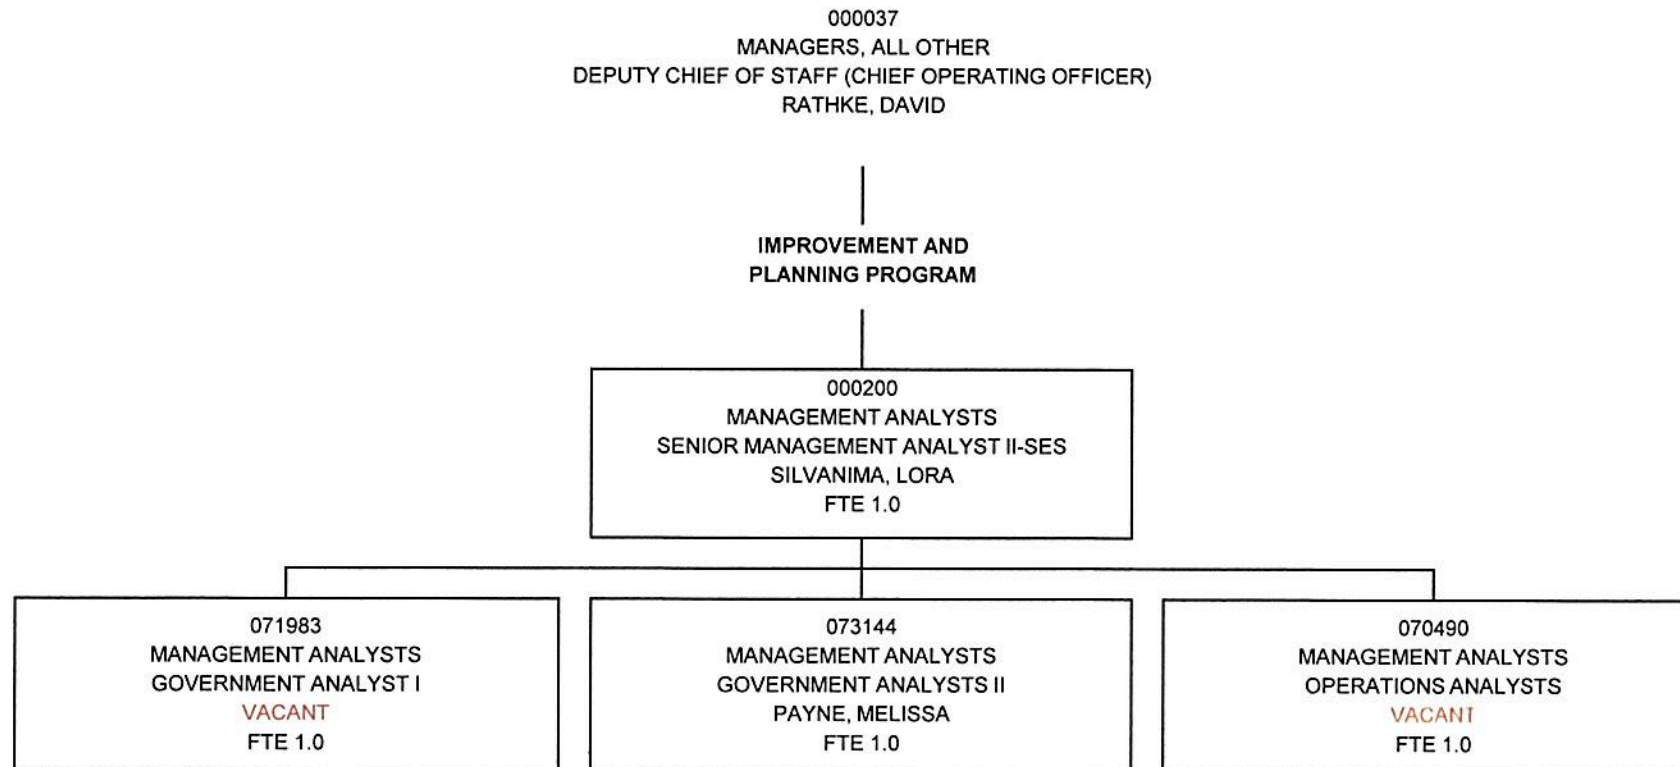 000037
MANAGERS, ALL OTHER
DEPUTY CHIEF OF STAFF (CHIEF OPERATING OFFICER)
RATHKE, DAVID
IMPROVEMENT AND
PLANNING PROGRAM
000200
MANAGEMENT ANALYSTS
SENIOR MANAGEMENT ANALYST II-SES
SILVANIMA, LORA
FTE 1.0
071983
MANAGEMENT ANALYSTS
GOVERNMENT ANALYST I
VACANT
FTE 1.0
073144
MANAGEMENT ANALYSTS
GOVERNMENT ANALYSTS II
PAYNE, MELISSA
FTE 1.0
070490
MANAGEMENT ANALYSTS
OPERATIONS ANALYSTS
VACANT
FTE 1.0